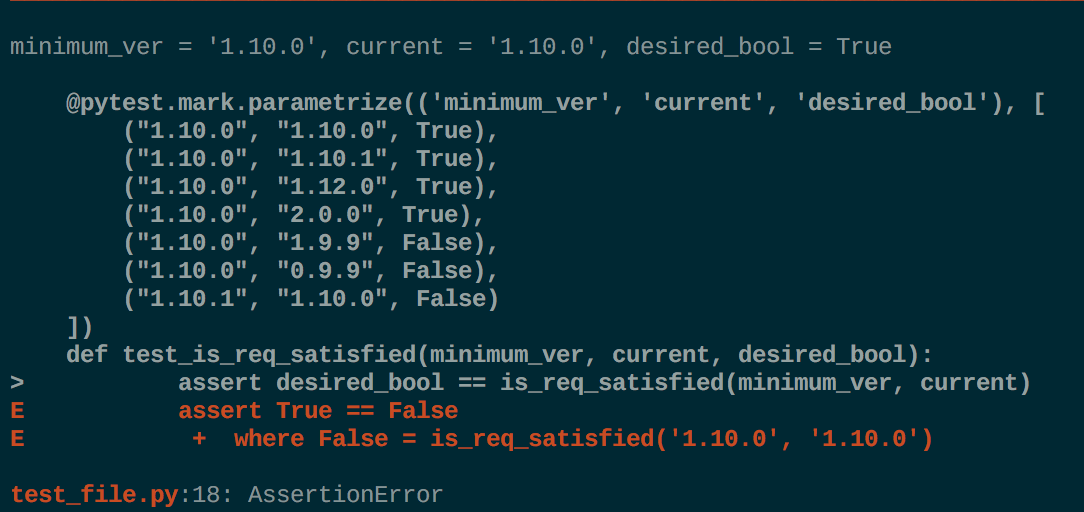 minimum_ver = '1.10.0', current = '1.10.0', desired_bool = True
@pytest.mark.parametrize(('minimum_ver', 'current', 'desired_bool'), [
("1.10.0", "1.10.0", True),
("1.10.0", "1.10.1", True),
("1.10.0", "1.12.0", True),
("1.10.0", "2.0.0", True),
("1.10.0", "1.9.9", False),
("1.10.0", "0.9.9", False),
("1.10.1", "1.10.0", False)
])
def test_is_req_satisfied(minimum_ver, current, desired_bool):
> assert desired_bool == is_req_satisfied(minimum_ver, current)
E assert True == False
E + where False = is_req_satisfied('1.10.0', '1.10.0')
test_file.py:18: AssertionError